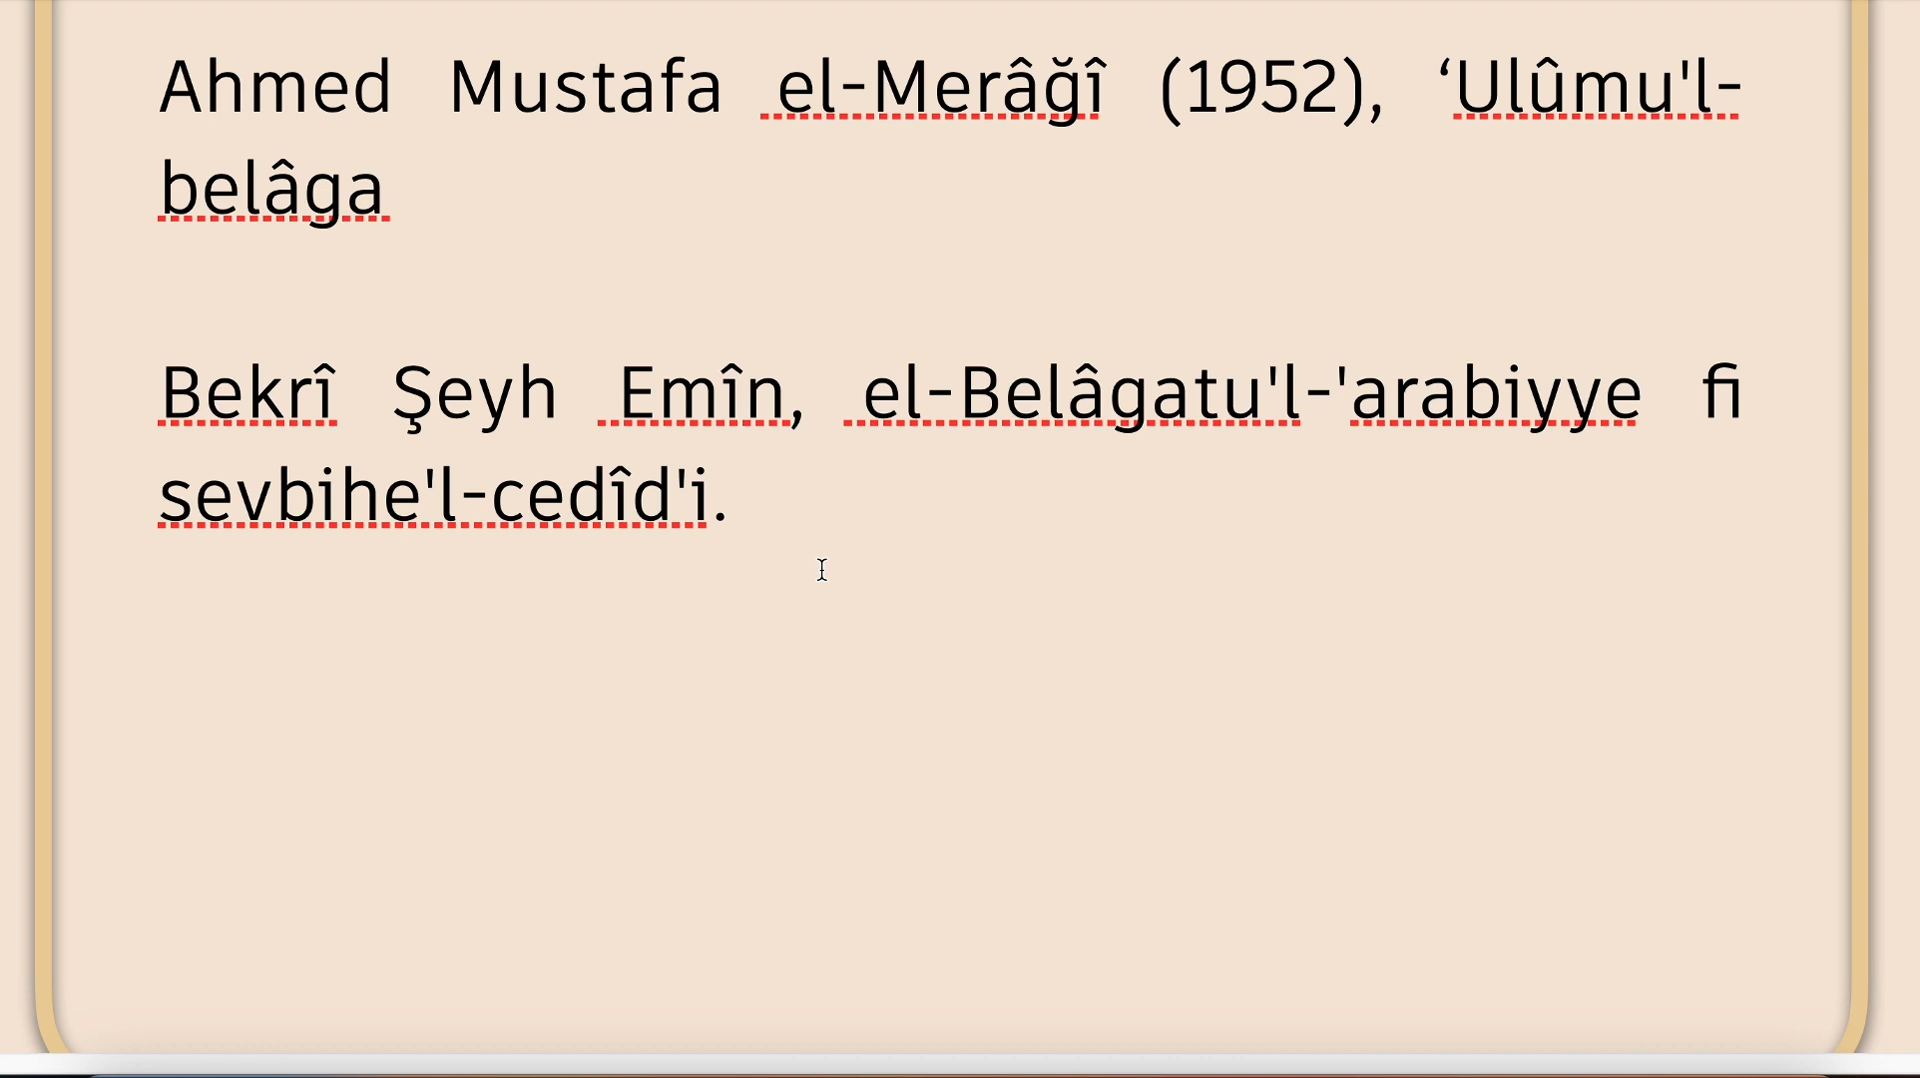 Ahmed Mustafa el-Merâğî (1952), ‘Ulûmu'l-
belâga
Bekrî Şeyh Emîn, el-Belâgatu'l-'arabiyye fi
sevbihe'l-cedîd'i.